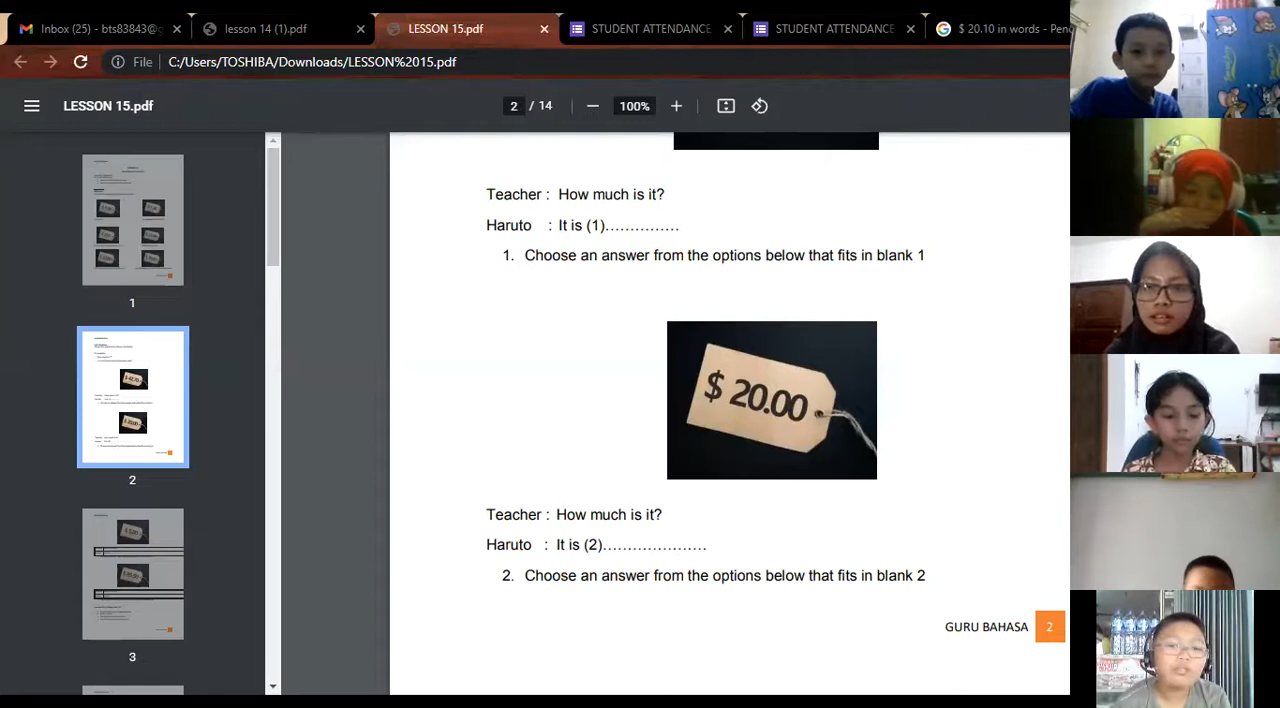 Inbox (25) - bts83843@g
lesson 14 (1).pdf
LESSON 15.pdf
STUDENT ATTENDANCE
STUDENT ATTENDANCE
$ 20.10 in words - Penc
File
C:/Users/TOSHIBA/Downloads/LESSON%2015.pdf
LESSON 15.pdf
2 / 14
100%
1
2
3
Teacher : How much is it?
Haruto : It is (1)……………
1. Choose an answer from the options below that fits in blank 1
$ 20.00
Teacher : How much is it?
Haruto : It is (2)…………………
2. Choose an answer from the options below that fits in blank 2
GURU BAHASA 2